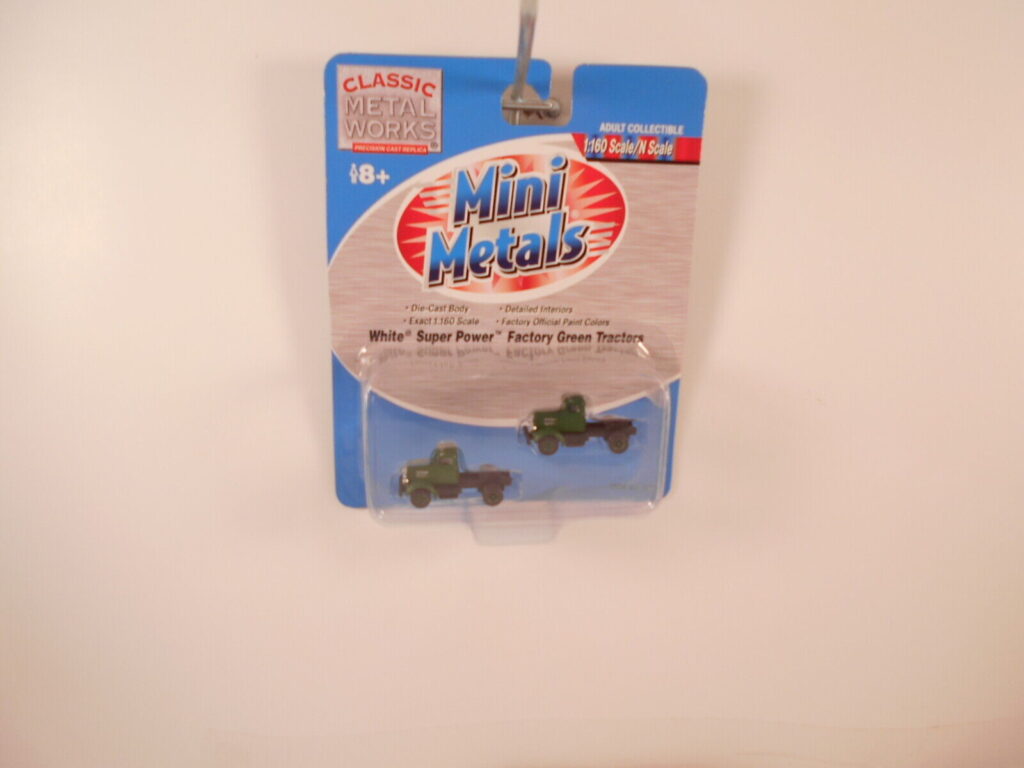 CLASSIC
METAL
WORKS®
PRECISION CAST REPLICA
AGE 8+
ADULT COLLECTIBLE
1:160 Scale/N Scale
Mini
Metals®
• Die-Cast Body • Detailed Interiors
• Exact 1:160 Scale • Factory Official Paint Colors
White® Super Power™ Factory Green Tractors